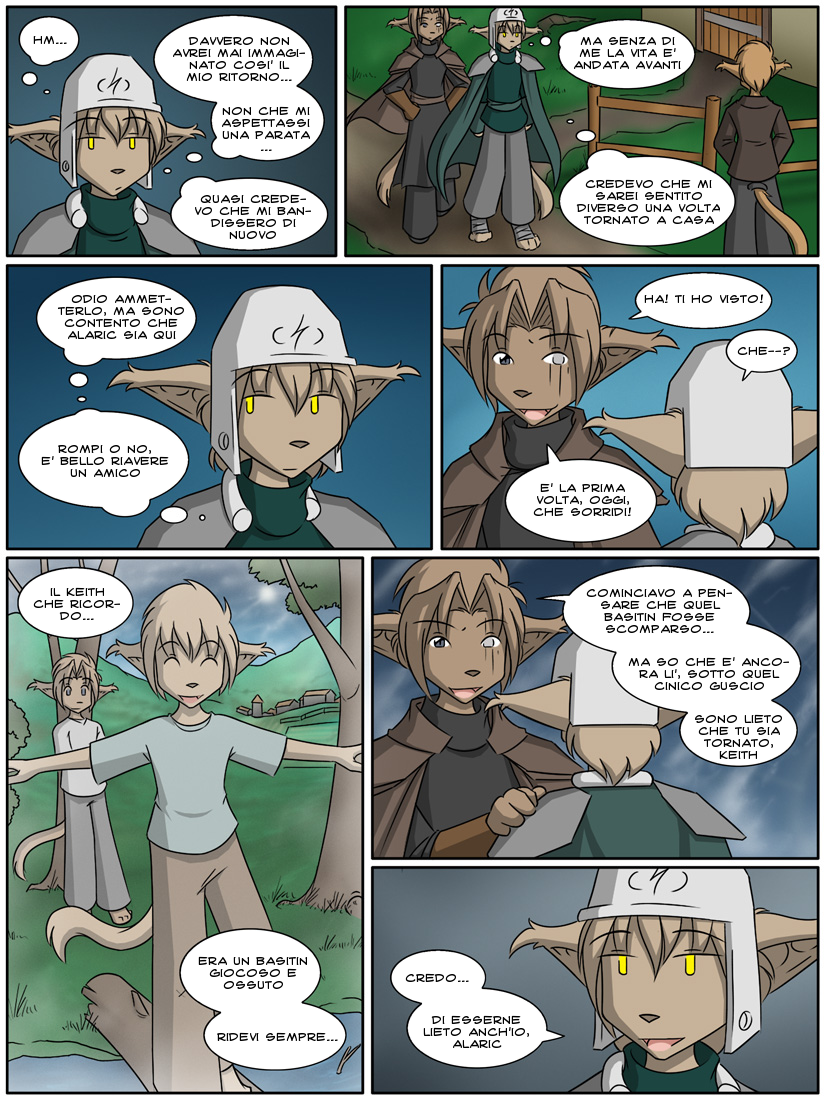 HM...
DAVVERO NON
AVREI MAI IMMAGI-
NATO COSI' IL
MIO RITORNO...
NON CHE MI
ASPETTASSI
UNA PARATA
...
QUASI CREDE-
VO CHE MI BAN-
DISSERO DI
NUOVO
MA SENZA DI
ME LA VITA E'
ANDATA AVANTI
CREDEVO CHE MI
SAREI SENTITO
DIVERSO UNA VOLTA
TORNATO A CASA
ODIO AMMET-
TERLO, MA SONO
CONTENTO CHE
ALARIC SIA QUI
ROMPI O NO,
E' BELLO RIAVERE
UN AMICO
HA! TI HO VISTO!
CHE--?
E' LA PRIMA
VOLTA, OGGI,
CHE SORRIDI!
IL KEITH
CHE RICOR-
DO...
ERA UN BASITIN
GIOCOSO E
OSSUTO
RIDEVI SEMPRE...
COMINCIAVO A PEN-
SARE CHE QUEL
BASITIN FOSSE
SCOMPARSO...
MA SO CHE E' ANCO-
RA LI', SOTTO QUEL
CINICO GUSCIO
SONO LIETO
CHE TU SIA
TORNATO,
KEITH
CREDO...
DI ESSERNE
LIETO ANCH'IO,
ALARIC